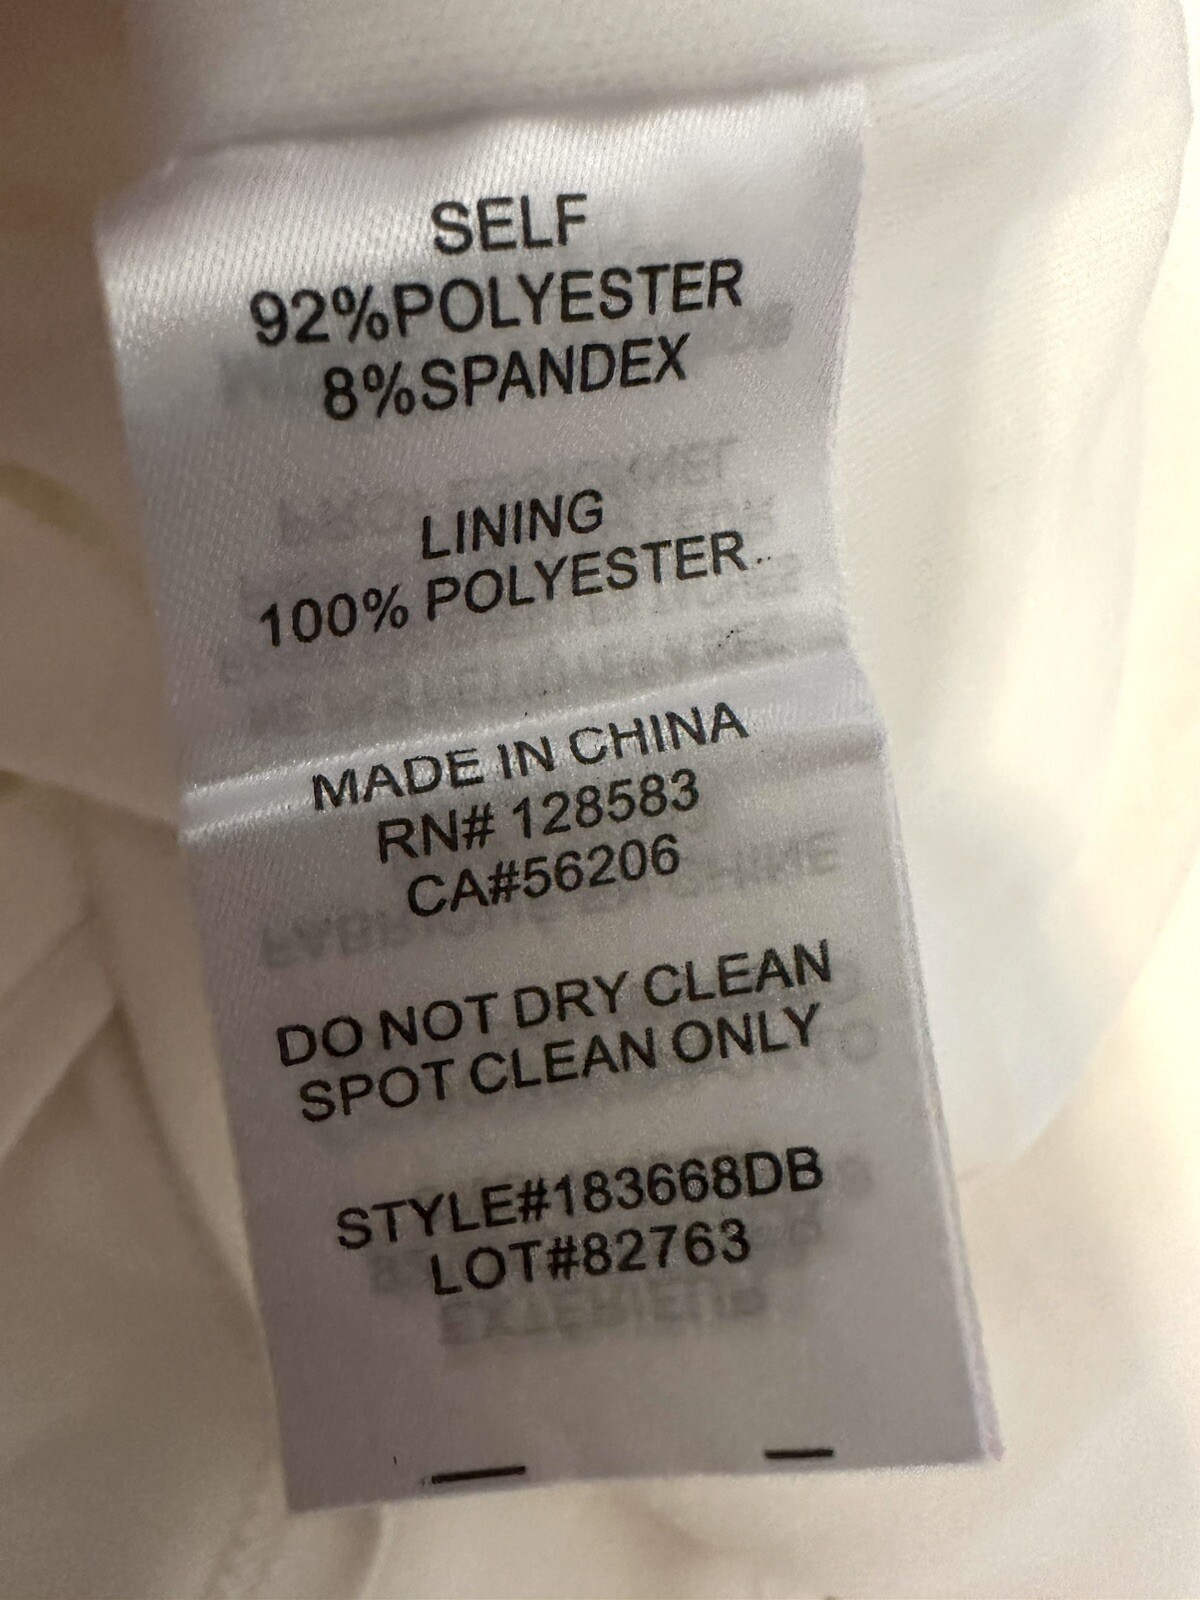 SELF
92%POLYESTER
8%SPANDEX
LINING
100% POLYESTER
MADE IN CHINA
RN# 128583
CA#56206
DO NOT DRY CLEAN
SPOT CLEAN ONLY
STYLE#183668DB
LOT#82763